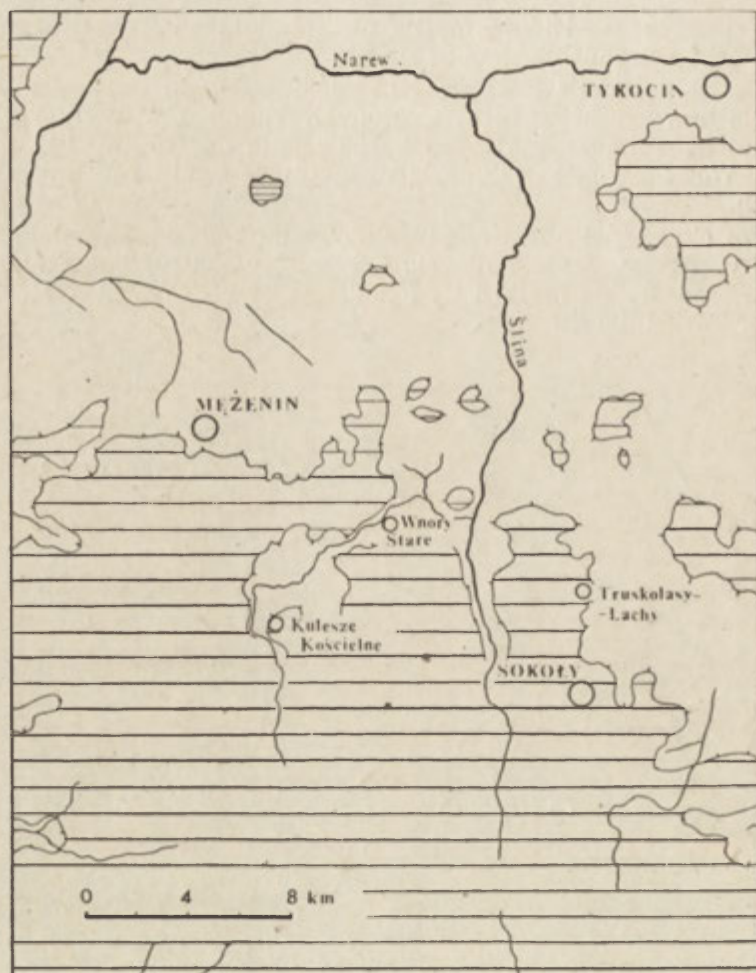 Narew
TYKOCIN
Ślina
MĘŻENIN
Wnory
Stare
Truskolasy-
-Lachy
Kulesze
Kościelne
SOKOŁY
0 4 8 km